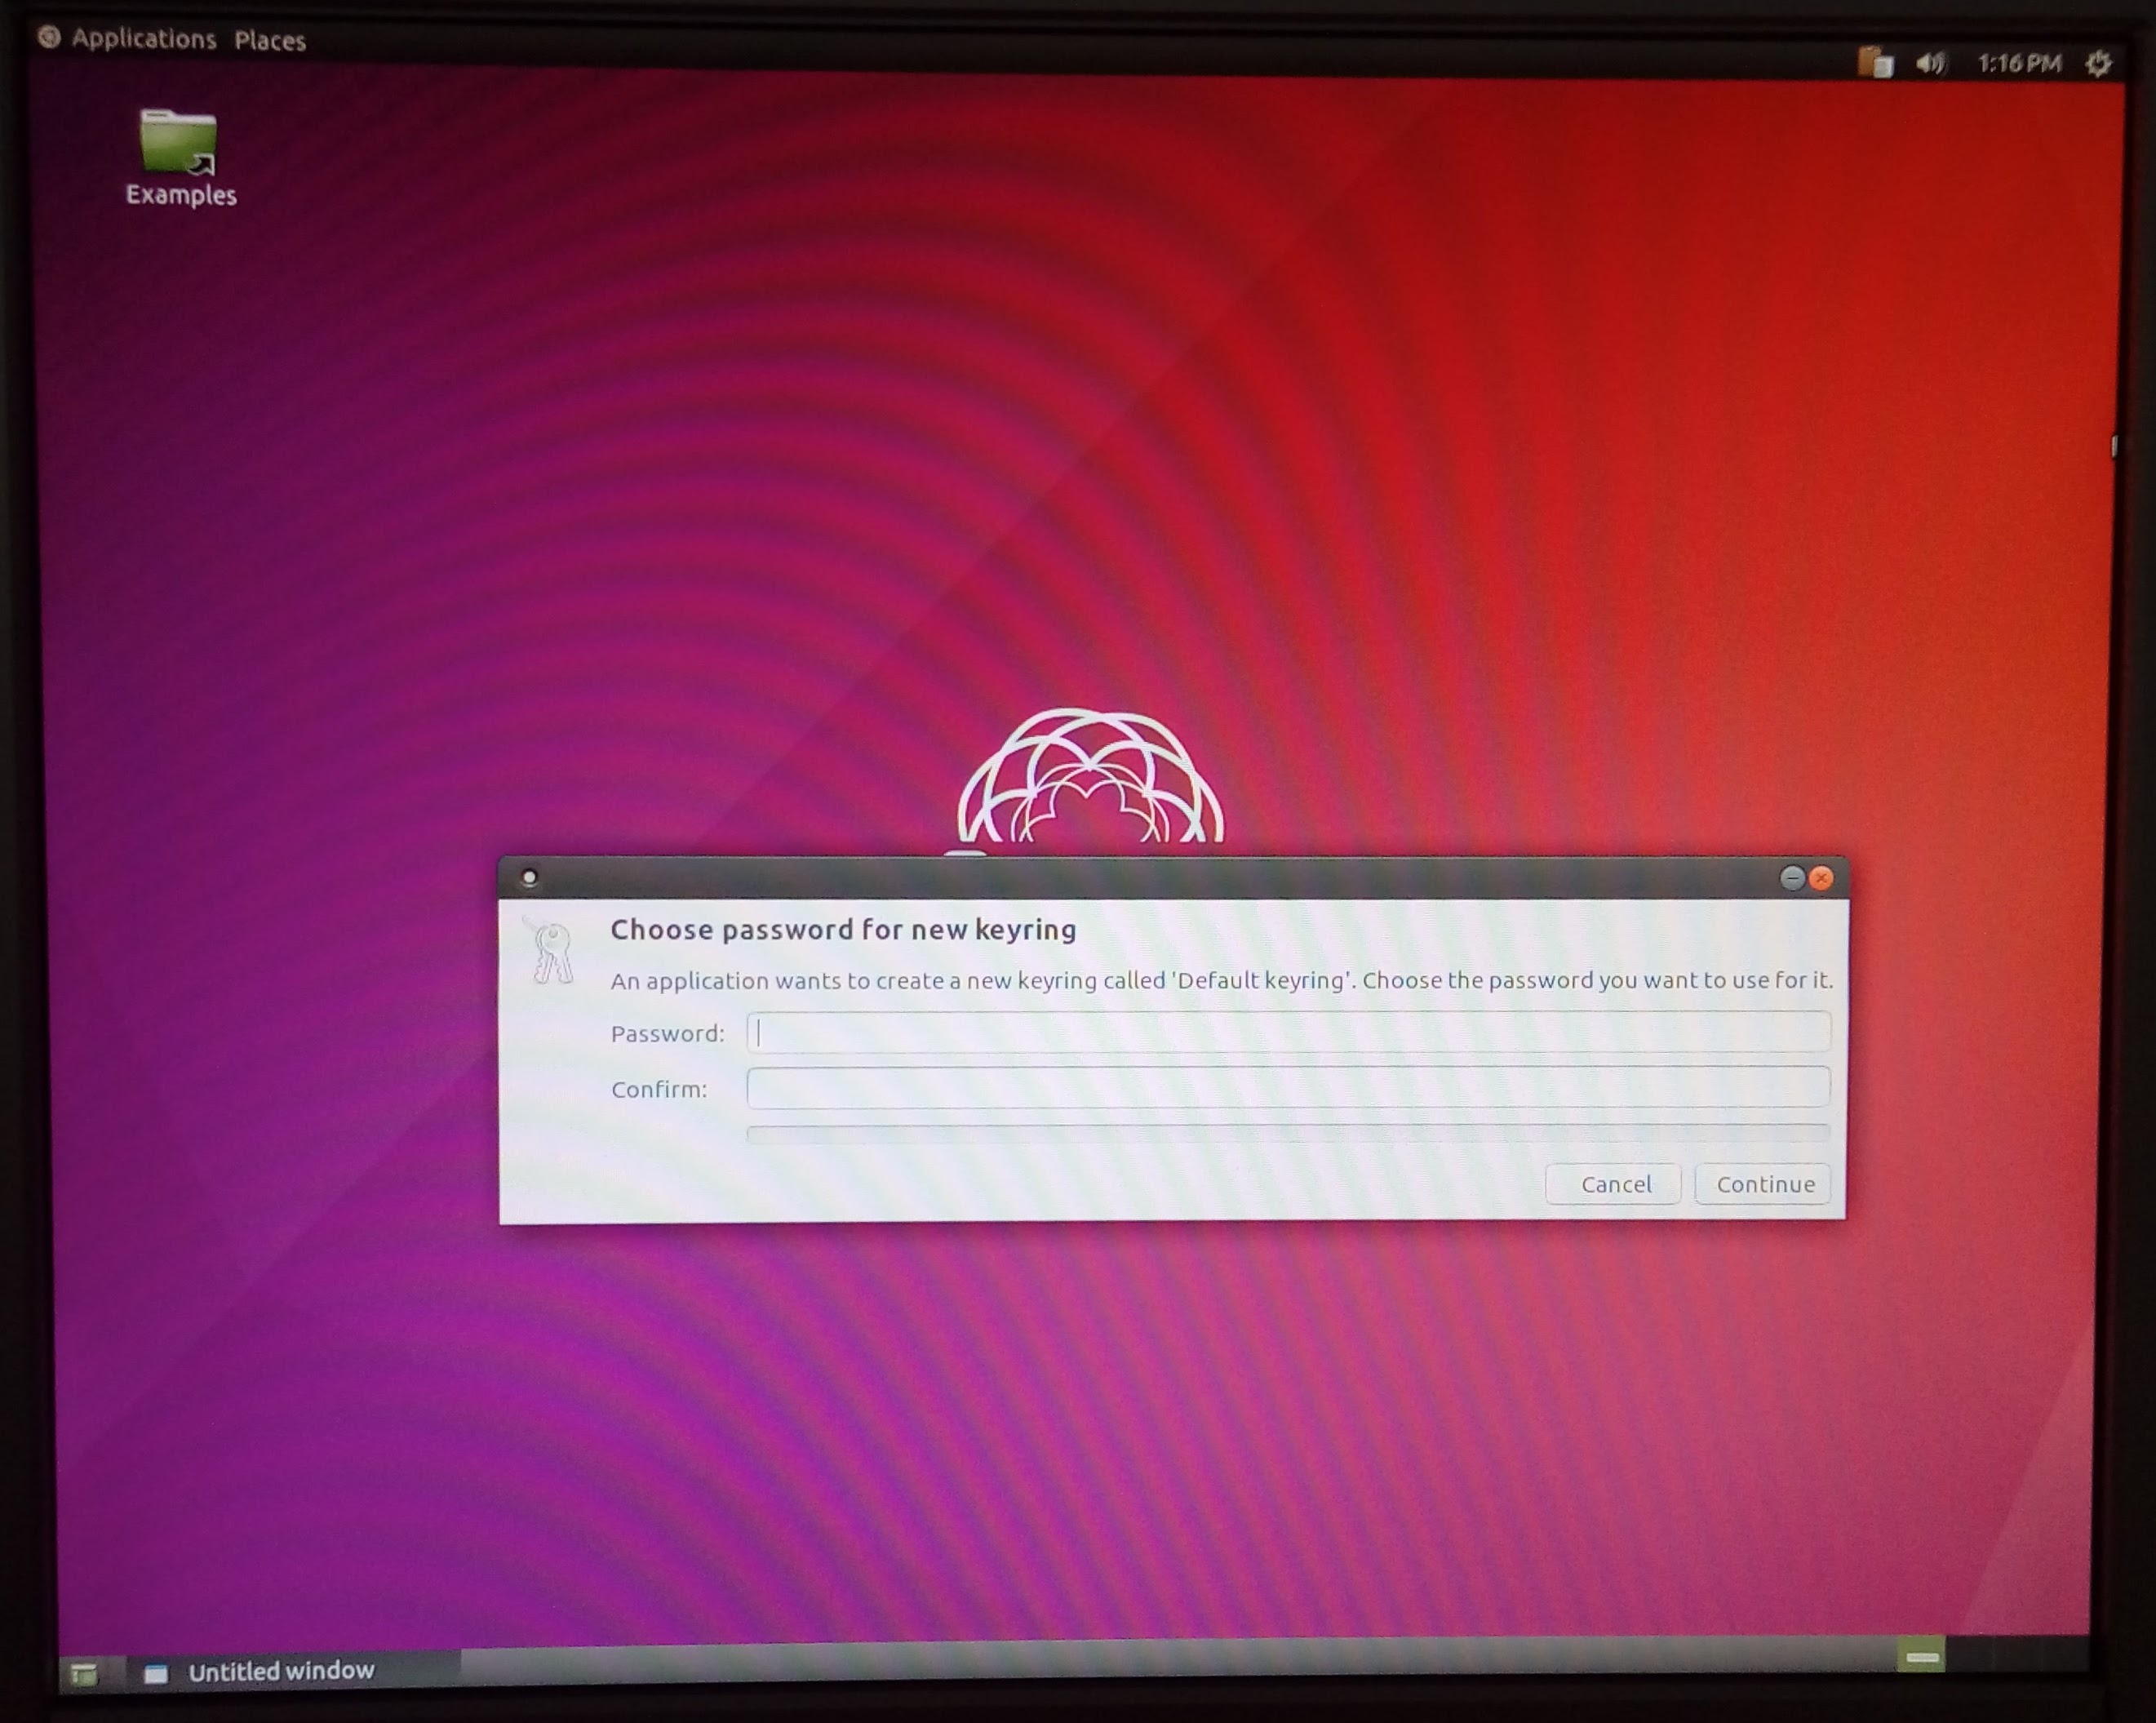 Applications Places
1:16 PM
Examples
Choose password for new keyring
An application wants to create a new keyring called 'Default keyring'. Choose the password you want to use for it.
Password:
Confirm:
Cancel Continue
Untitled window